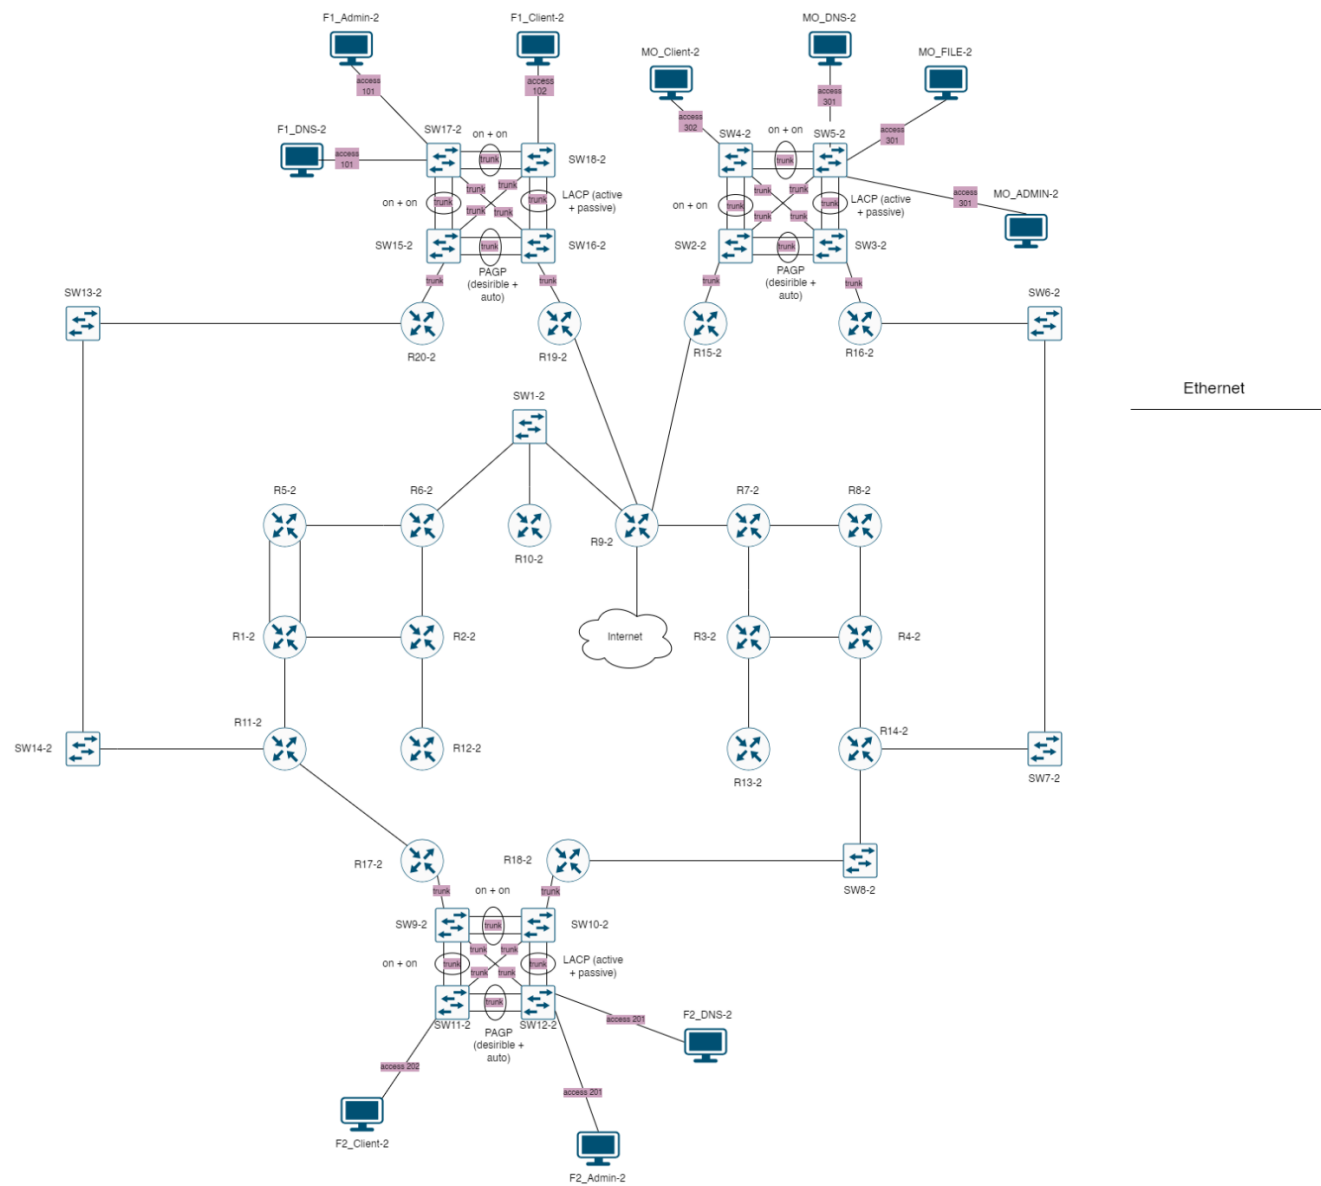 F1_Admin-2
F1_Client-2
MO_DNS-2
MO_Client-2
MO_FILE-2
access
101
access
102
access
301
access
302
access
301
F1_DNS-2
SW17-2
on + on
SW4-2
on + on
SW5-2
access
101
trunk
SW18-2
trunk
MO_ADMIN-2
access
301
trunk
trunk
trunk
trunk
on + on
trunk
trunk
LACP (active
+ passive)
on + on
trunk
trunk
LACP (active
+ passive)
trunk
trunk
trunk
trunk
SW15-2
trunk
SW16-2
SW2-2
trunk
SW3-2
PAGP
(desirible +
auto)
PAGP
(desirible +
auto)
trunk
trunk
trunk
trunk
SW13-2
SW6-2
R20-2
R19-2
R15-2
R16-2
Ethernet
SW1-2
R5-2
R6-2
R7-2
R8-2
R9-2
R10-2
R1-2
R2-2
Internet
R3-2
R4-2
R11-2
R14-2
SW14-2
R12-2
R13-2
SW7-2
R17-2
R18-2
SW8-2
trunk
on + on
trunk
SW9-2
trunk
SW10-2
trunk
trunk
on + on
trunk
trunk
LACP (active
+ passive)
trunk
trunk
trunk
SW11-2
SW12-2
PAGP
(desirible +
auto)
access 201
F2_DNS-2
access 202
access 201
F2_Client-2
F2_Admin-2